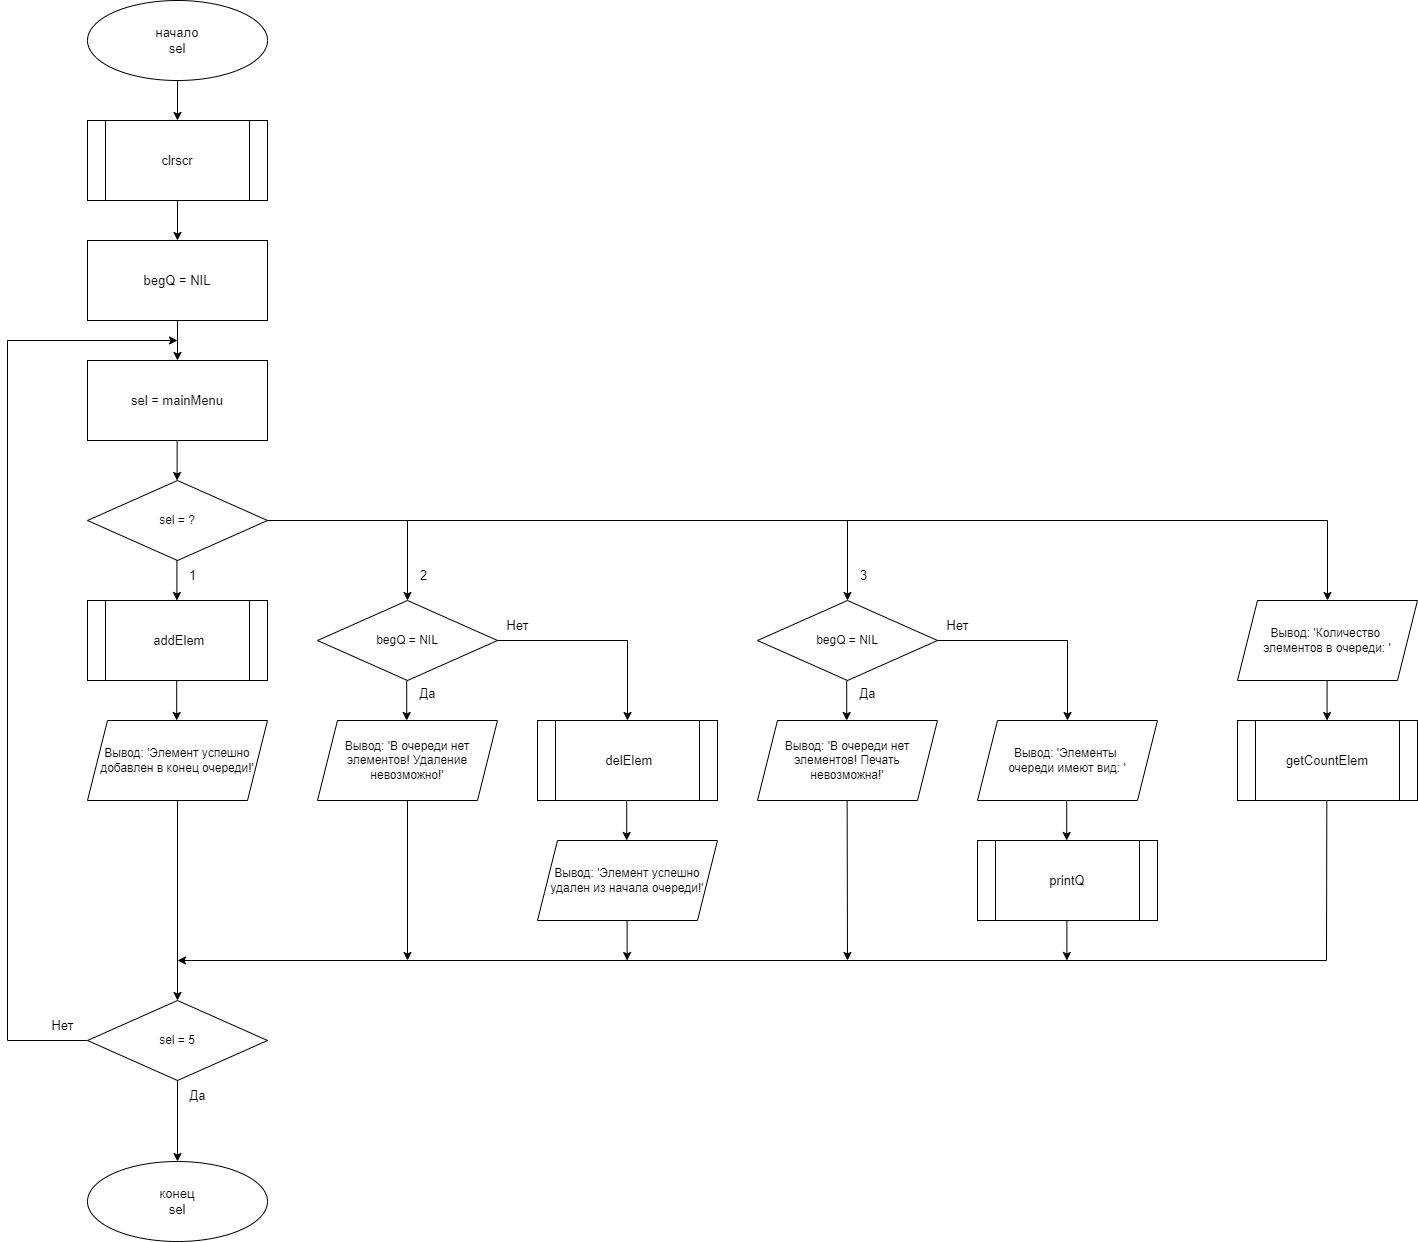 начало
sel
clrscr
begQ = NIL
sel = mainMenu
sel = ?
1
2
3
addElem
begQ = NIL
Нет
Да
begQ = NIL
Нет
Да
Вывод: 'Количество
элементов в очереди: '
Вывод: 'Элемент успешно
добавлен в конец очереди!'
Вывод: 'В очереди нет
элементов! Удаление
невозможно!'
delElem
Вывод: 'В очереди нет
элементов! Печать
невозможна!'
Вывод: 'Элементы
очереди имеют вид: '
getCountElem
Вывод: 'Элемент успешно
удален из начала очереди!'
printQ
Нет
sel = 5
Да
конец
sel